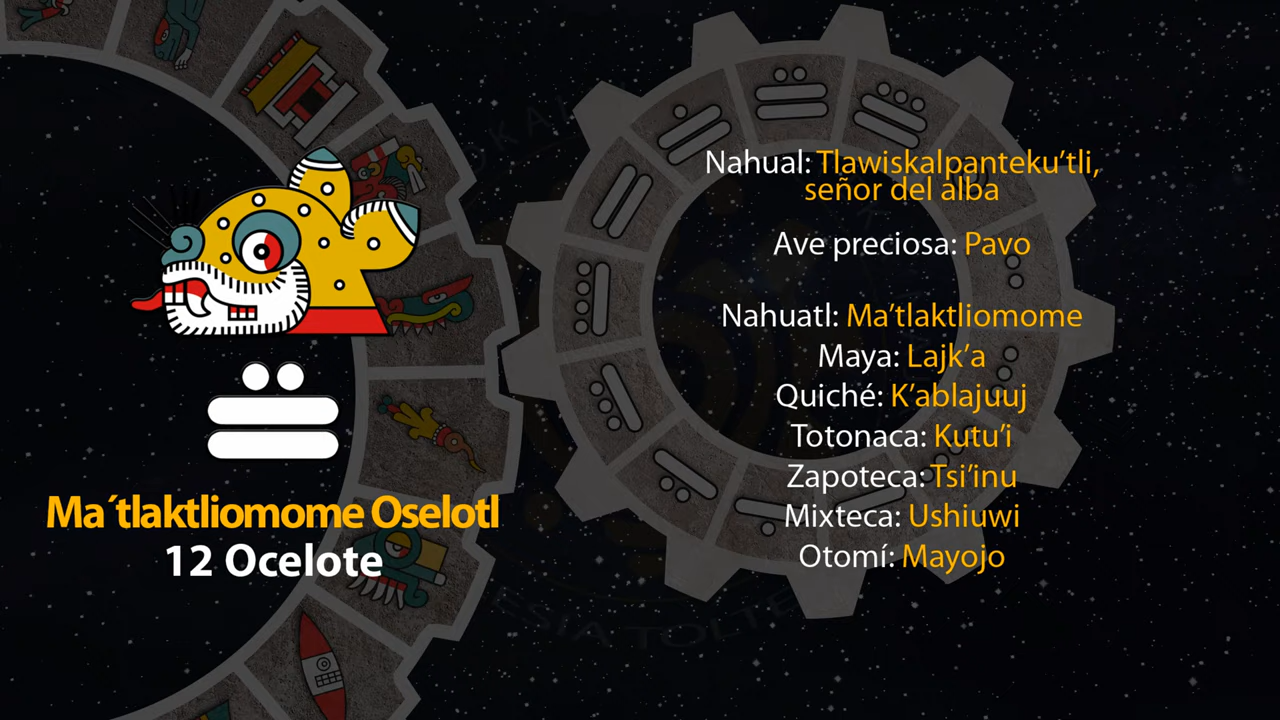 Ma´tlaktliomome Oselotl
12 Ocelote
Nahual: Tlawiskalpanteku’tli,
señor del alba
Ave preciosa: Pavo
Nahuatl: Ma’tlaktliomome
Maya: Lajk’a
Quiché: K’ablajuuj
Totonaca: Kutu’i
Zapoteca: Tsi’inu
Mixteca: Ushiuwi
Otomí: Mayojo